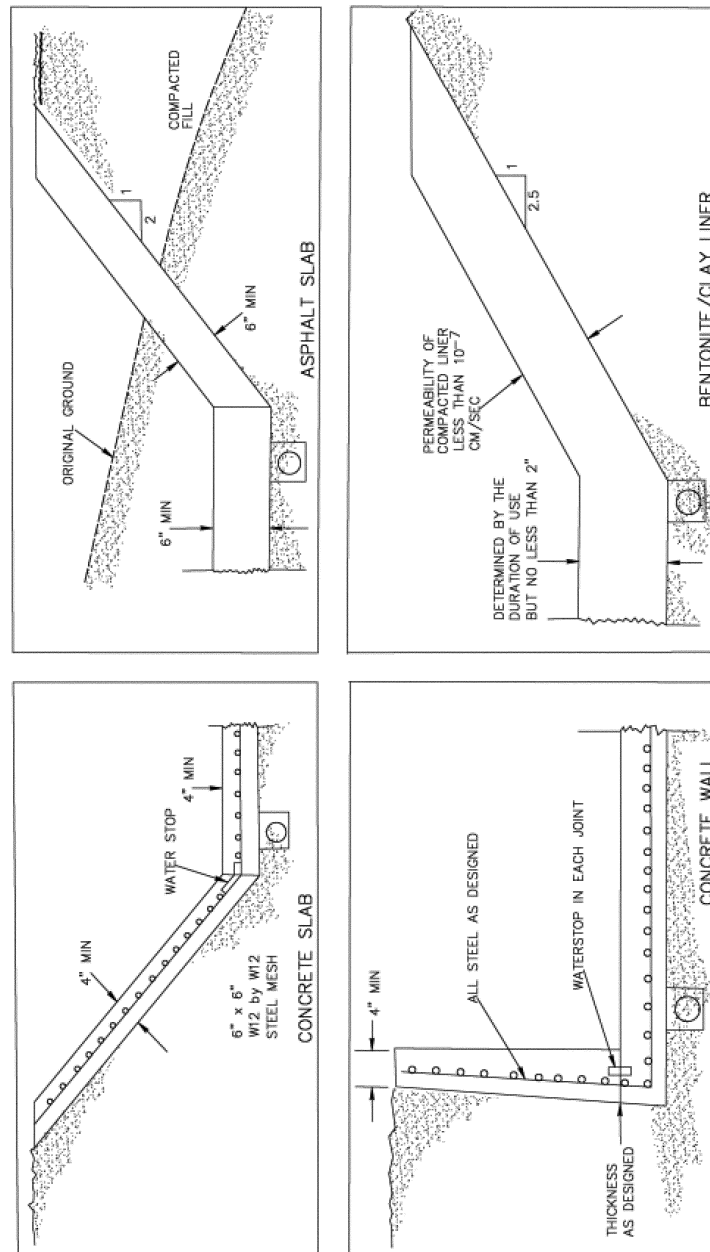 4" MIN
4" MIN
WATER STOP
6" x 6"
W12 by W12
STEEL MESH
CONCRETE SLAB
ORIGINAL GROUND
COMPACTED
FILL
1
2
6" MIN
6" MIN
ASPHALT SLAB
4" MIN
ALL STEEL AS DESIGNED
WATERSTOP IN EACH JOINT
THICKNESS
AS DESIGNED
CONCRETE WALL
PERMEABILITY OF
COMPACTED LINER
LESS THAN 10⁻⁷
CM/SEC
1
2.5
DETERMINED BY THE
DURATION OF USE
BUT NO LESS THAN 2"
BENTONITE/CLAY LINER